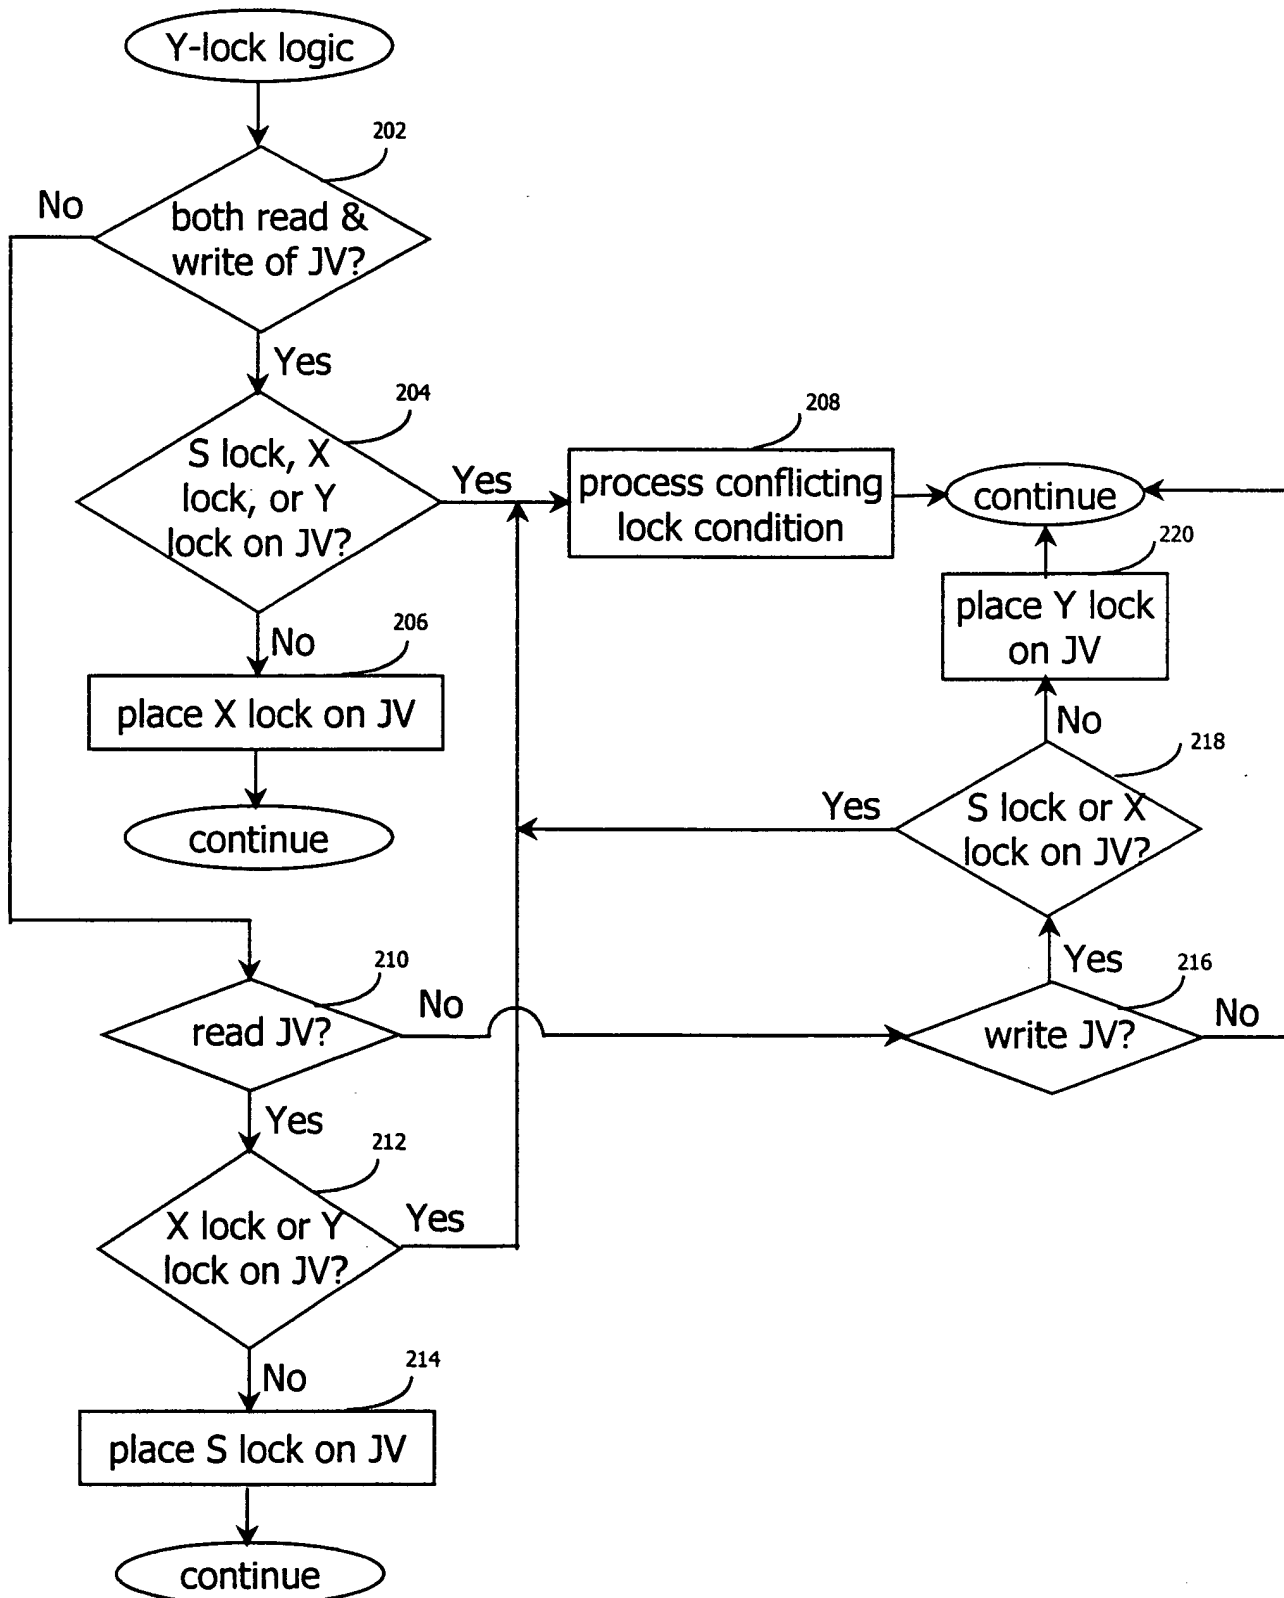 Y-lock logic
202
No
both read &
write of JV?
Yes
204
S lock, X
lock, or Y
lock on JV?
Yes
208
process conflicting
lock condition
continue
220
place Y lock
on JV
No
206
place X lock on JV
No
218
Yes
S lock or X
lock on JV?
continue
210
read JV?
No
Yes
216
write JV?
No
Yes
212
X lock or Y
lock on JV?
Yes
No
214
place S lock on JV
continue